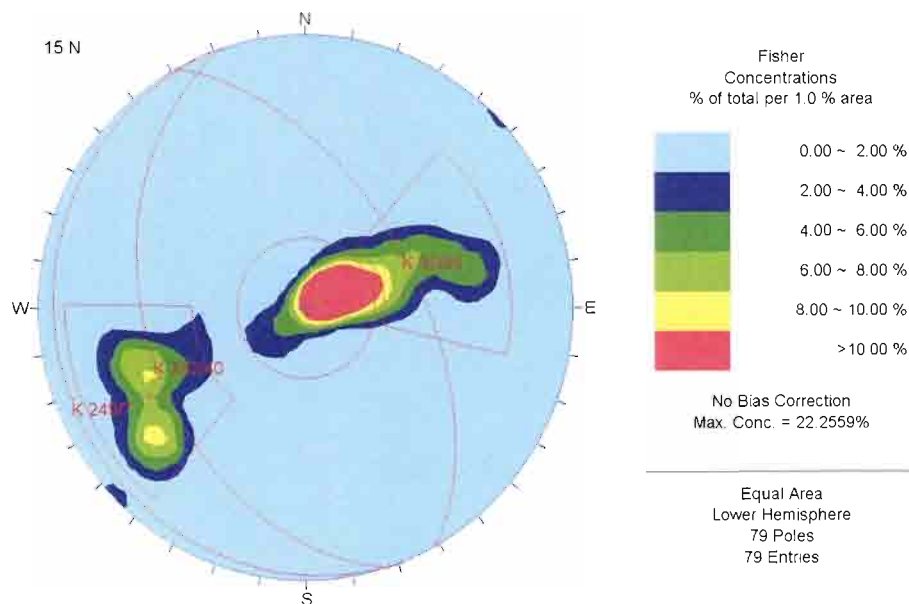 N
15 N
W
E
S
Fisher
Concentrations
% of total per 1.0 % area
0.00 ~ 2.00 %
2.00 ~ 4.00 %
4.00 ~ 6.00 %
6.00 ~ 8.00 %
8.00 ~ 10.00 %
>10 00 %
No Bias Correction
Max. Conc. = 22.2559%
Equal Area
Lower Hemisphere
79 Poles
79 Entries